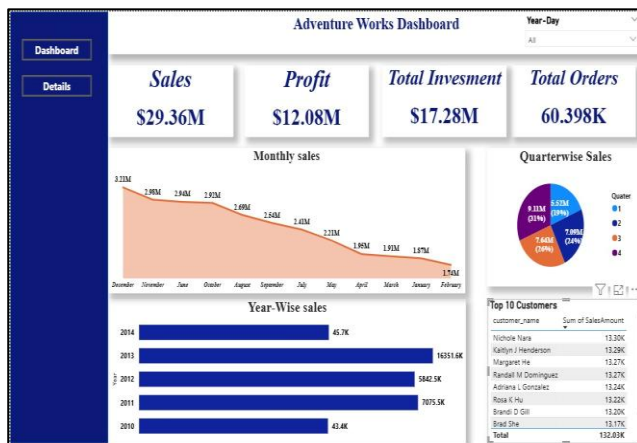 Adventure Works Dashboard
Year-Day
All
Dashboard
Details
Sales
$29.36M
Profit
$12.08M
Total Invesment
$17.28M
Total Orders
60.398K
Monthly sales
3.21M
2.98M
2.94M
2.92M
2.69M
2.54M
2.41M
2.21M
1.95M
1.91M
1.87M
1.74M
December November June October August September July May April March January February
Quarterwise Sales
5.52M
(19%)
7.09M
(24%)
7.64M
(26%)
9.11M
(31%)
Quater
1
2
3
4
Year-Wise sales
Year
2014 45.7K
2013 16351.6K
2012 5842.5K
2011 7075.5K
2010 43.4K
Top 10 Customers
customer_name Sum of SalesAmount
Nichole Nara 13.30K
Kaitlyn J Henderson 13.29K
Margaret He 13.27K
Randall M Dominguez 13.27K
Adriana L Gonzalez 13.24K
Rosa K Hu 13.22K
Brandi D Gill 13.20K
Brad She 13.17K
Total 132.03K